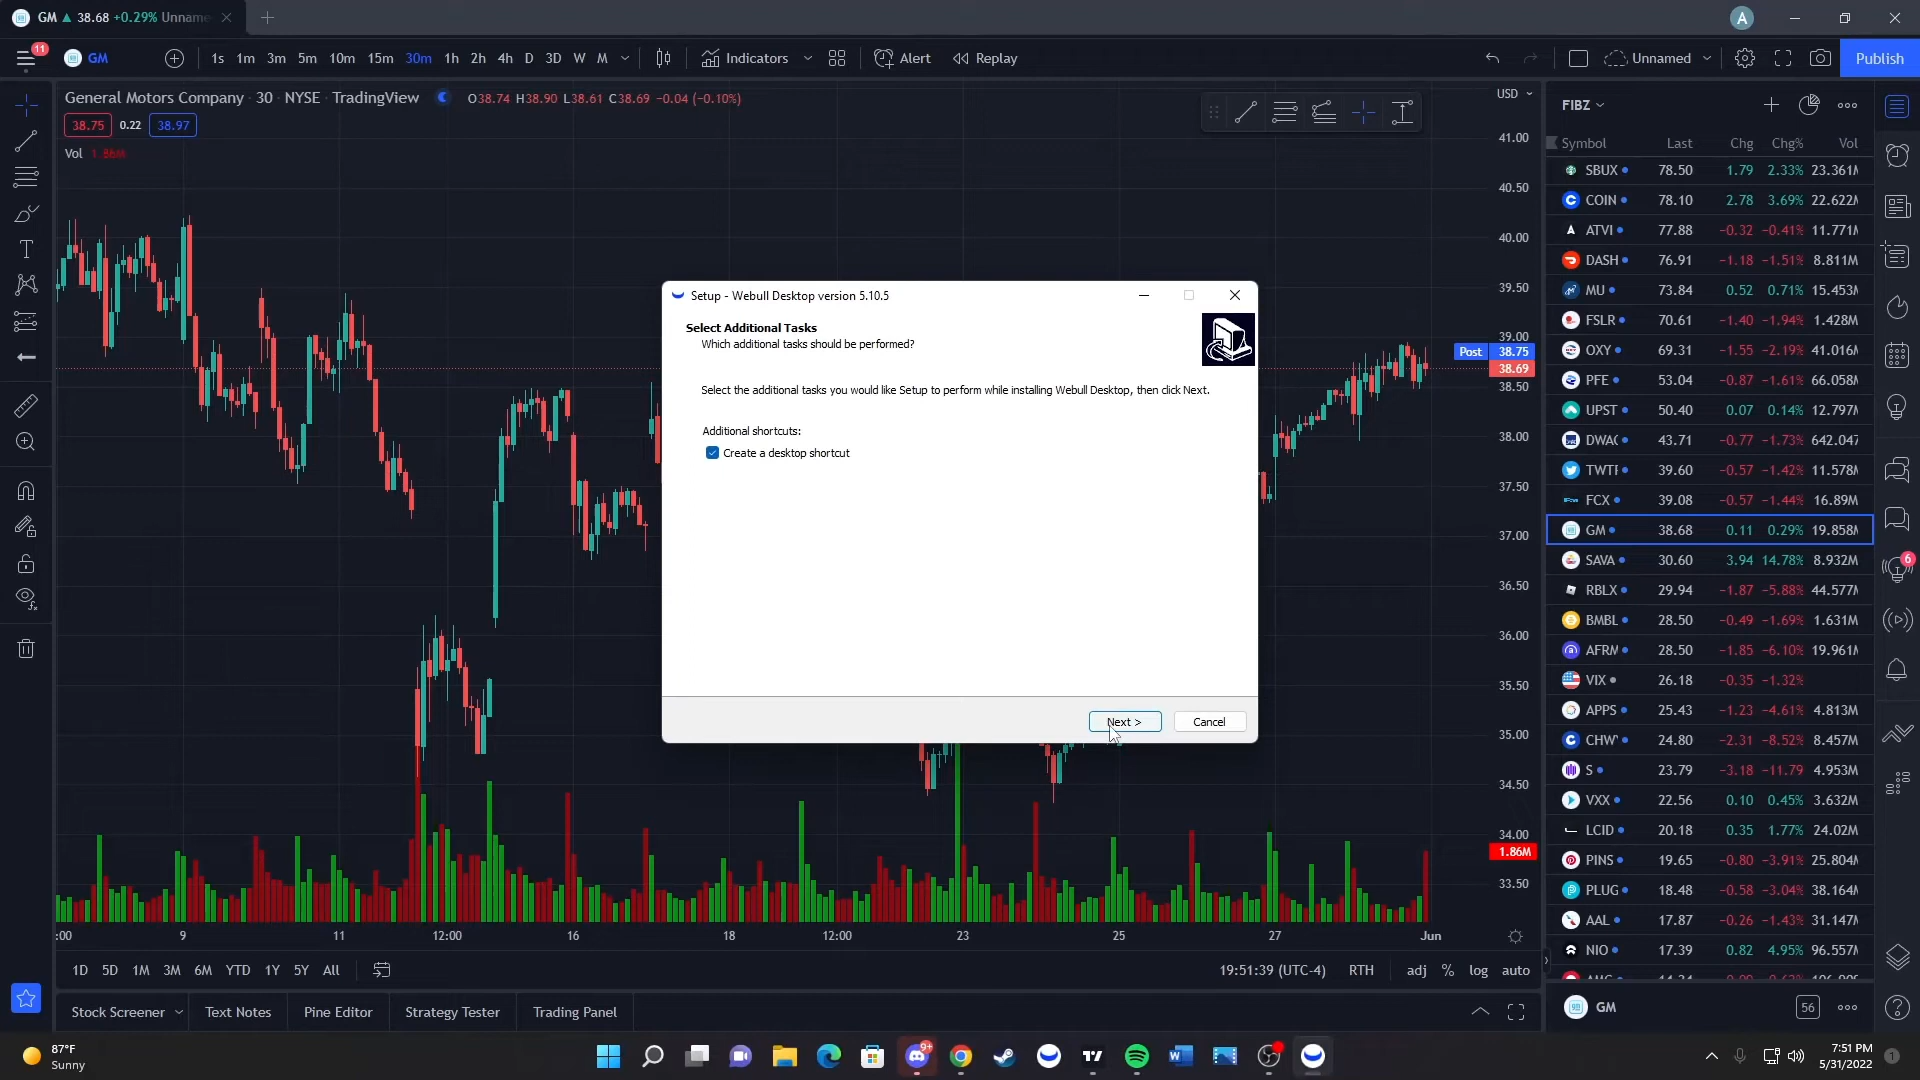 GM ▲ 38.68 +0.29% Unname
A
11
GM
1s 1m 3m 5m 10m 15m 30m 1h 2h 4h D 3D W M
Indicators
Alert
Replay
Unnamed
Publish
General Motors Company · 30 · NYSE · TradingView
O38.74 H38.90 L38.61 C38.69 −0.04 (−0.10%)
38.75 0.22 38.97
Vol 1.86M
USD
41.00
40.50
40.00
39.50
39.00
Post 38.75
38.69
38.50
38.00
37.50
37.00
36.50
36.00
35.50
35.00
34.50
34.00
1.86M
33.50
Setup - Webull Desktop version 5.10.5
Select Additional Tasks
Which additional tasks should be performed?
Select the additional tasks you would like Setup to perform while installing Webull Desktop, then click Next.
Additional shortcuts:
Create a desktop shortcut
Next >
Cancel
:00 9 11 12:00 16 18 12:00 23 25 27 Jun
1D 5D 1M 3M 6M YTD 1Y 5Y All
19:51:39 (UTC-4) RTH adj % log auto
Stock Screener Text Notes Pine Editor Strategy Tester Trading Panel
FIBZ
Symbol Last Chg Chg% Vol
SBUX 78.50 1.79 2.33% 23.361
COIN 78.10 2.78 3.69% 22.622
ATVI 77.88 −0.32 −0.41% 11.771
DASH 76.91 −1.18 −1.51% 8.811M
MU 73.84 0.52 0.71% 15.453
FSLR 70.61 −1.40 −1.94% 1.428M
OXY 69.31 −1.55 −2.19% 41.016
PFE 53.04 −0.87 −1.61% 66.058
UPST 50.40 0.07 0.14% 12.797
DWAC 43.71 −0.77 −1.73% 642.047
TWTR 39.60 −0.57 −1.42% 11.578
FCX 39.08 −0.57 −1.44% 16.89M
GM 38.68 0.11 0.29% 19.858
SAVA 30.60 3.94 14.78% 8.932M
RBLX 29.94 −1.87 −5.88% 44.577
BMBL 28.50 −0.49 −1.69% 1.631M
AFRM 28.50 −1.85 −6.10% 19.961
VIX 26.18 −0.35 −1.32%
APPS 25.43 −1.23 −4.61% 4.813M
CHWY 24.80 −2.31 −8.52% 8.457M
S 23.79 −3.18 −11.79 4.953M
VXX 22.56 0.10 0.45% 3.632M
LCID 20.18 0.35 1.77% 24.02M
PINS 19.65 −0.80 −3.91% 25.804
PLUG 18.48 −0.58 −3.04% 38.164
AAL 17.87 −0.26 −1.43% 31.147
NIO 17.39 0.82 4.95% 96.557
GM
56
6
87°F
Sunny
9+
7:51 PM
5/31/2022
1